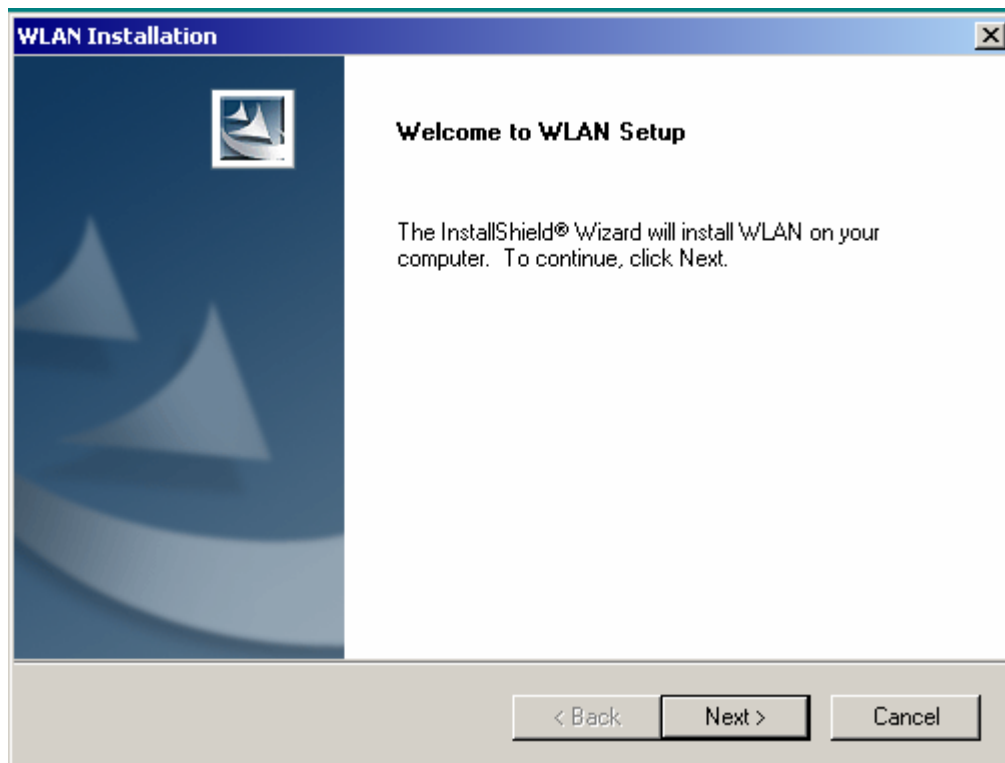 WLAN Installation
Welcome to WLAN Setup
The InstallShield® Wizard will install WLAN on your
computer. To continue, click Next.
< Back
Next >
Cancel